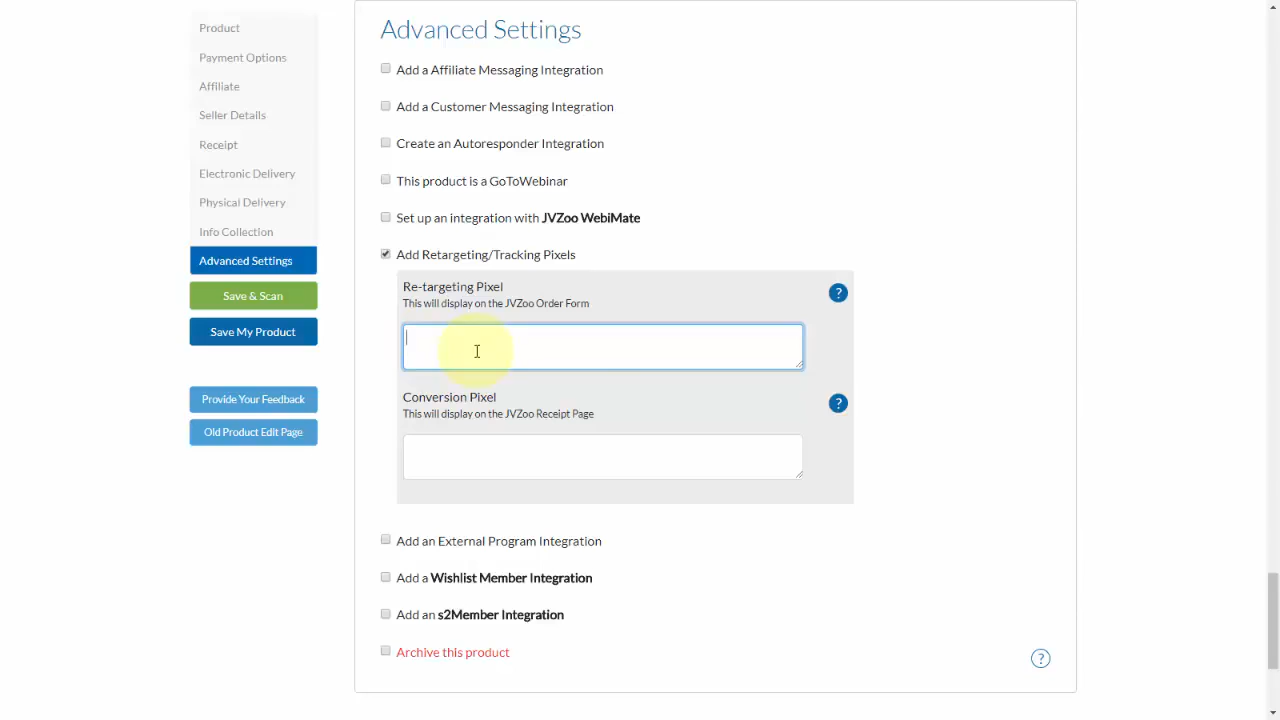 Product
Payment Options
Affiliate
Seller Details
Receipt
Electronic Delivery
Physical Delivery
Info Collection
Advanced Settings
Save & Scan
Save My Product
Provide Your Feedback
Old Product Edit Page
Advanced Settings
Add a Affiliate Messaging Integration
Add a Customer Messaging Integration
Create an Autoresponder Integration
This product is a GoToWebinar
Set up an integration with JVZoo WebiMate
Add Retargeting/Tracking Pixels
Re-targeting Pixel
?
This will display on the JVZoo Order Form
Conversion Pixel
?
This will display on the JVZoo Receipt Page
Add an External Program Integration
Add a Wishlist Member Integration
Add an s2Member Integration
Archive this product
?